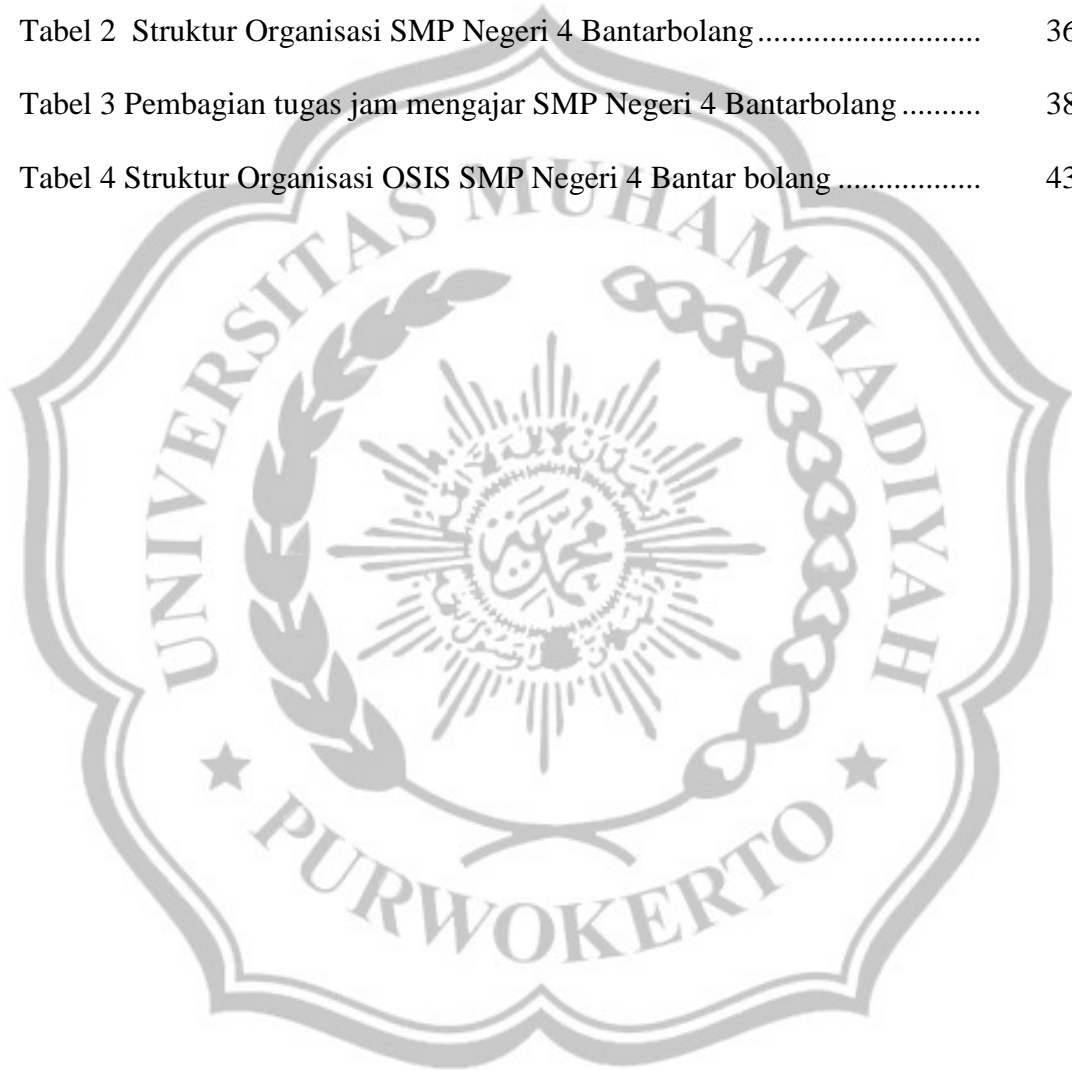 Tabel 2  Struktur Organisasi SMP Negeri 4 Bantarbolang ............................ 36
Tabel 3 Pembagian tugas jam mengajar SMP Negeri 4 Bantarbolang .......... 38
Tabel 4 Struktur Organisasi OSIS SMP Negeri 4 Bantar bolang .................. 43
UNIVERSITAS MUHAMMADIYAH
PURWOKERTO